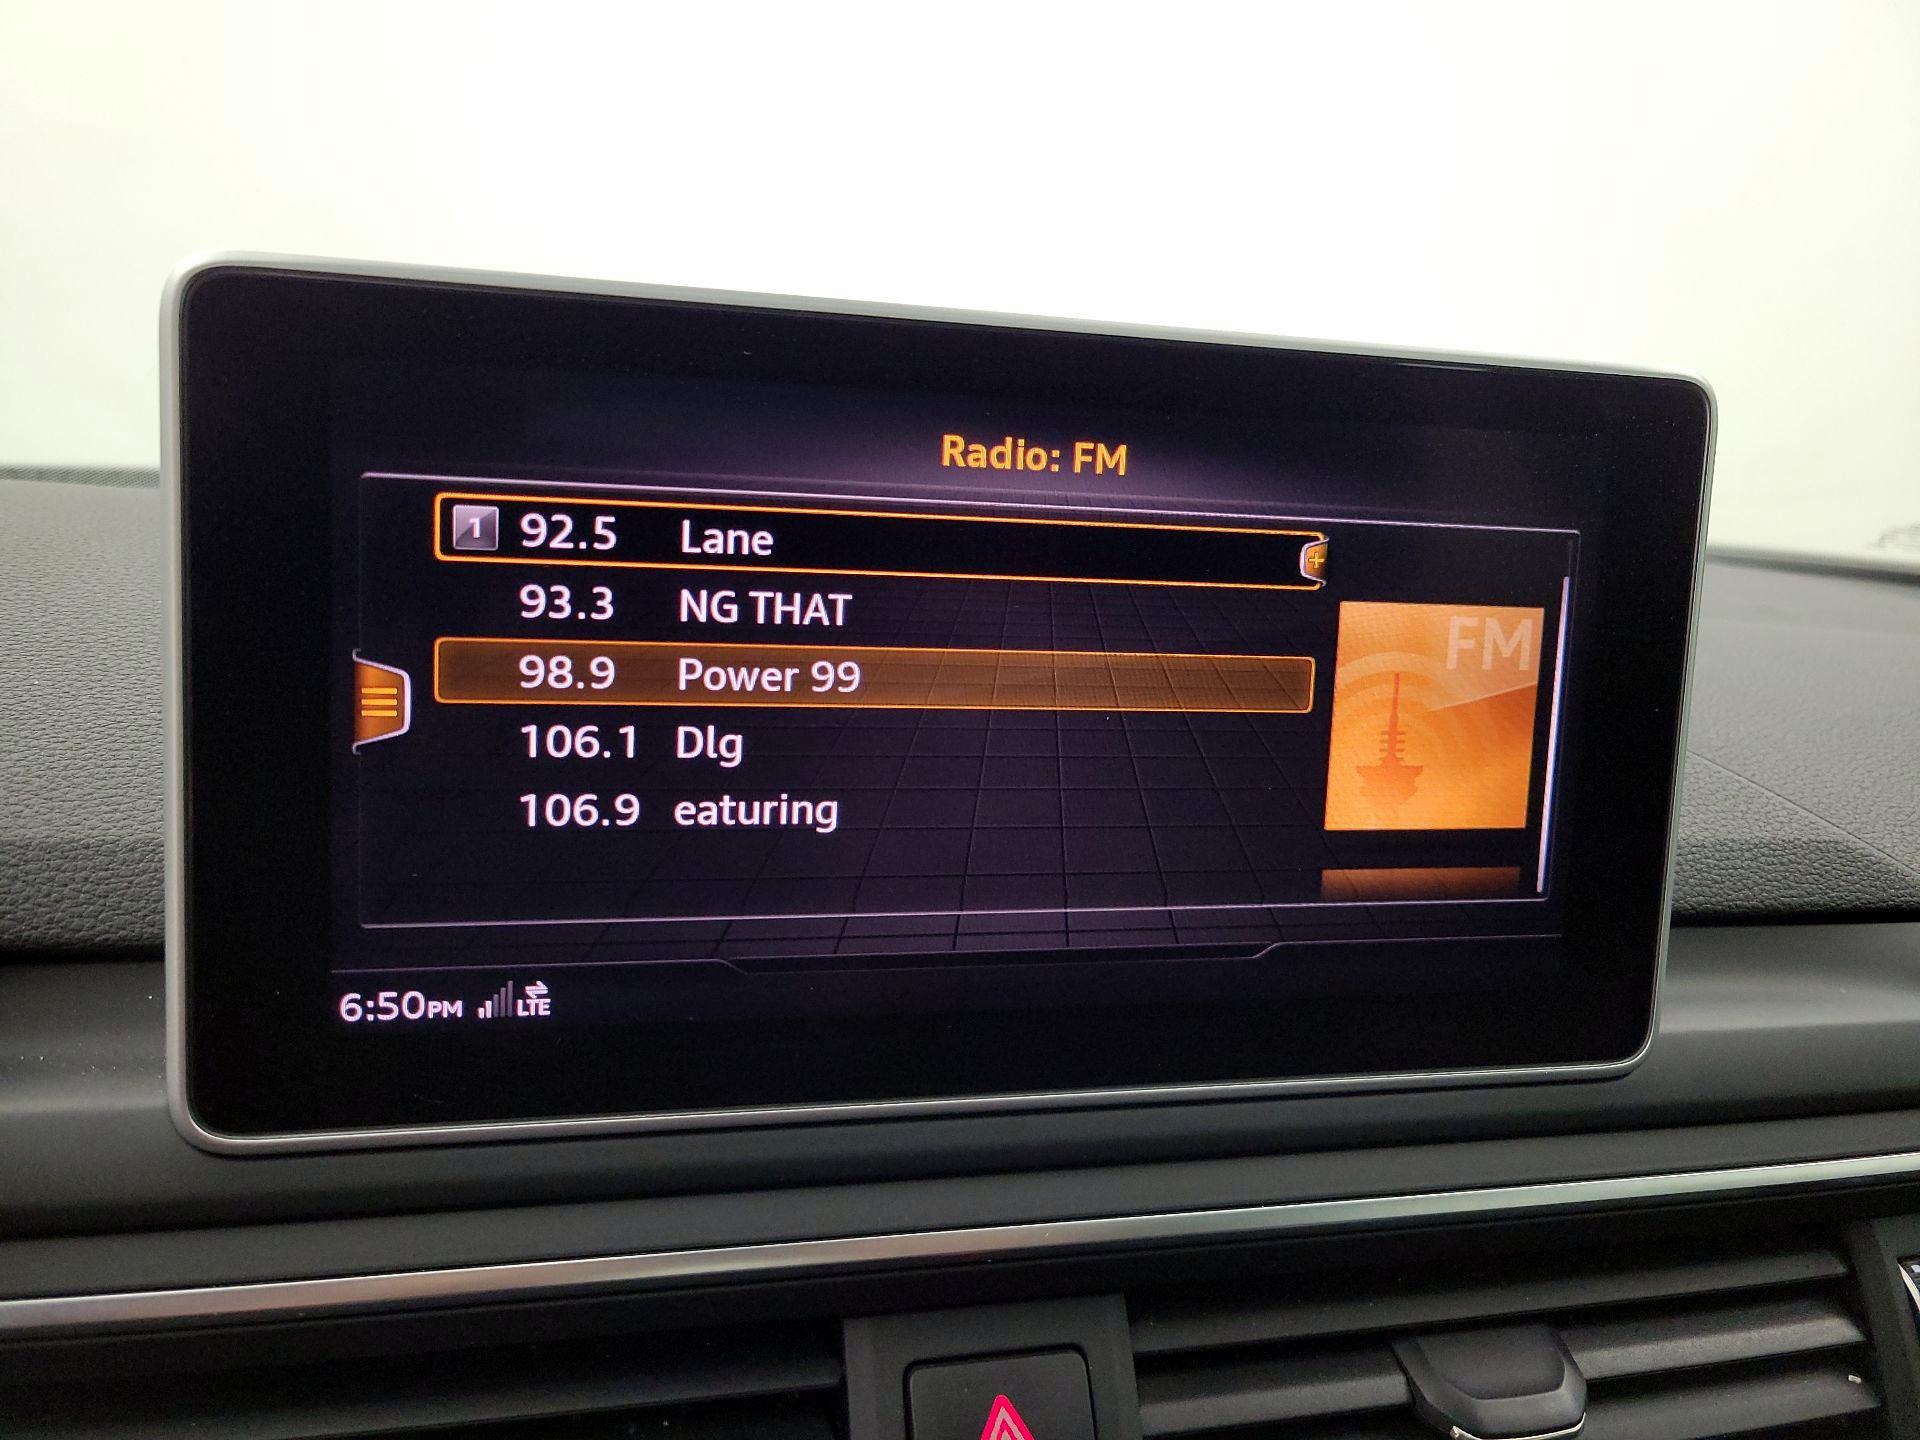 Radio: FM
1 92.5 Lane
93.3 NG THAT
98.9 Power 99
106.1 Dlg
106.9 eaturing
FM
6:50PM LTE